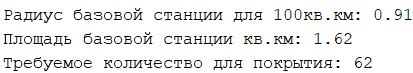 Радиус базовой станции для 100кв.км: 0.91
Площадь базовой станции кв.км: 1.62
Требуемое количество для покрытия: 62